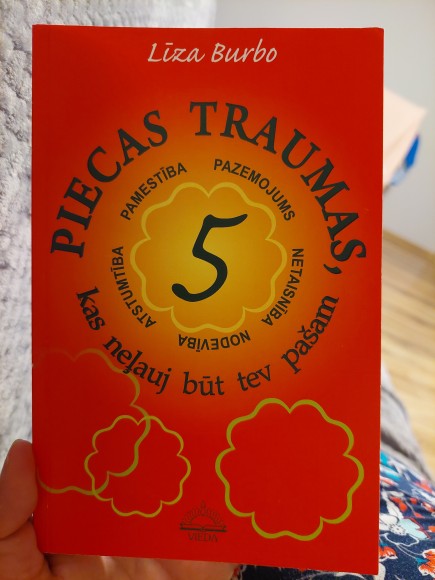 Līza Burbo
PIECAS TRAUMAS,
kas neļauj būt tev pašam
ATSTUMTĪBA
PAMESTĪBA
PAZEMOJUMS
NETAISNĪBA
NODEVĪBA
5